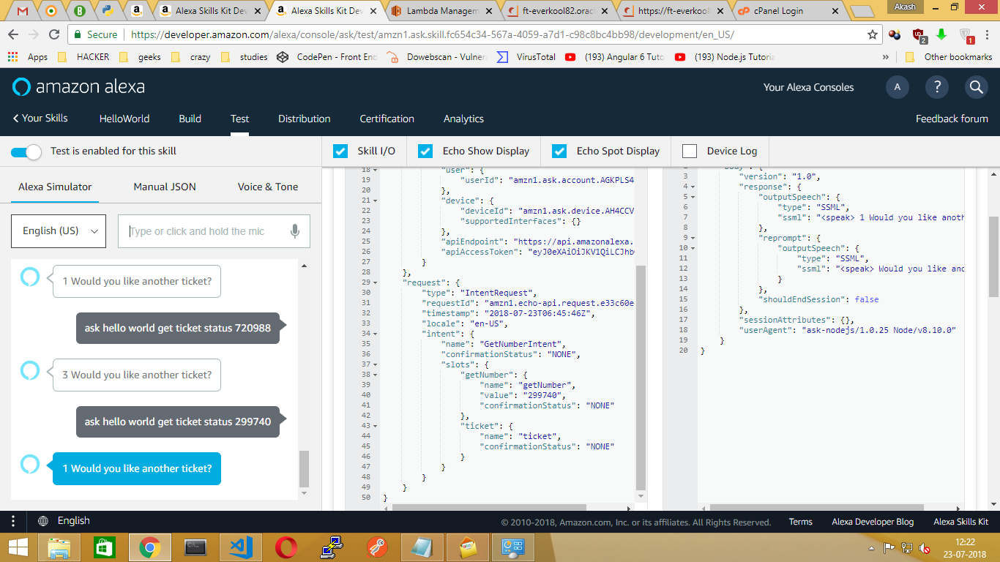 Akash
Alexa Skills Kit Dev
Alexa Skills Kit Dev
Lambda Managem
ft-everkool82.orac
https://ft-everkool
cPanel Login
Secure
https://developer.amazon.com/alexa/console/ask/test/amzn1.ask.skill.fc654c34-567a-4059-a7d1-c98c8bc4bb98/development/en_US/
2
1
Apps
HACKER
geeks
crazy
studies
CodePen - Front End
Dowebscan - Vulner
VirusTotal
(193) Angular 6 Tuto
(193) Node.js Tutoria
»
Other bookmarks
amazon alexa
Your Alexa Consoles
A
?
Your Skills
HelloWorld
Build
Test
Distribution
Certification
Analytics
Feedback forum
Test is enabled for this skill
Skill I/O
Echo Show Display
Echo Spot Display
Device Log
Alexa Simulator
Manual JSON
Voice & Tone
English (US)
Type or click and hold the mic
1 Would you like another ticket?
ask hello world get ticket status 720988
3 Would you like another ticket?
ask hello world get ticket status 299740
1 Would you like another ticket?
18 "user": {
19 "userId": "amzn1.ask.account.AGKPLS4
20 },
21 "device": {
22 "deviceId": "amzn1.ask.device.AH4CCV
23 "supportedInterfaces": {}
24 },
25 "apiEndpoint": "https://api.amazonalexa.
26 "apiAccessToken": "eyJ0eXAiOiJKV1QiLCJhb
27 }
28 },
29 "request": {
30 "type": "IntentRequest",
31 "requestId": "amzn1.echo-api.request.e33c60e
32 "timestamp": "2018-07-23T06:45:46Z",
33 "locale": "en-US",
34 "intent": {
35 "name": "GetNumberIntent",
36 "confirmationStatus": "NONE",
37 "slots": {
38 "getNumber": {
39 "name": "getNumber",
40 "value": "299740",
41 "confirmationStatus": "NONE"
42 },
43 "ticket": {
44 "name": "ticket",
45 "confirmationStatus": "NONE"
46 }
47 }
48 }
49 }
50 }
2 "body": {
3 "version": "1.0",
4 "response": {
5 "outputSpeech": {
6 "type": "SSML",
7 "ssml": "<speak> 1 Would you like anoth
8 },
9 "reprompt": {
10 "outputSpeech": {
11 "type": "SSML",
12 "ssml": "<speak> Would you like ano
13 }
14 },
15 "shouldEndSession": false
16 },
17 "sessionAttributes": {},
18 "userAgent": "ask-nodejs/1.0.25 Node/v8.10.0"
19 }
20 }
English
© 2010-2018, Amazon.com, Inc. or its affiliates. All Rights Reserved.
Terms
Alexa Developer Blog
Alexa Skills Kit
12:22
23-07-2018